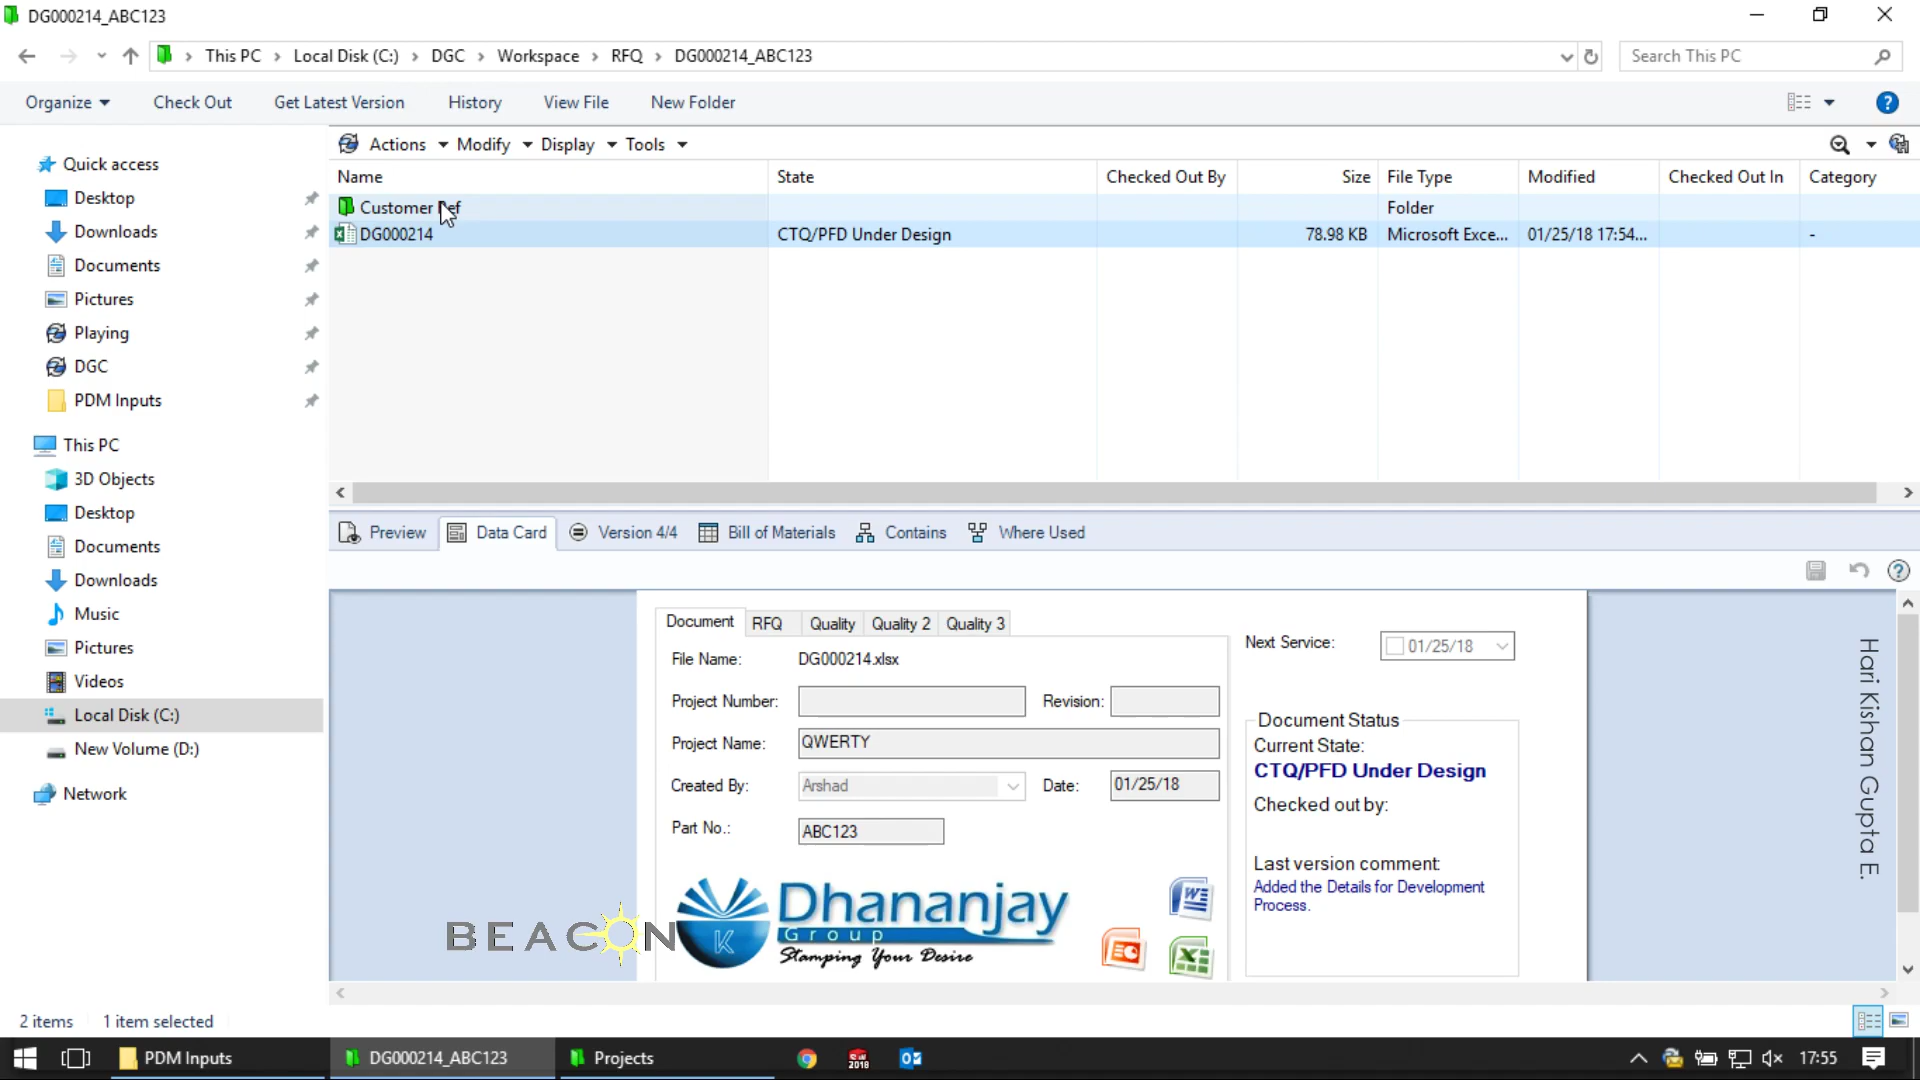 DG000214_ABC123
This PC > Local Disk (C:) > DGC > Workspace > RFQ > DG000214_ABC123
Search This PC
Organize Check Out Get Latest Version History View File New Folder
Actions Modify Display Tools
Name State Checked Out By Size File Type Modified Checked Out In Category
Customer Ref Folder
DG000214 CTQ/PFD Under Design 78.98 KB Microsoft Exce... 01/25/18 17:54... -
Quick access
Desktop
Downloads
Documents
Pictures
Playing
DGC
PDM Inputs
This PC
3D Objects
Desktop
Documents
Downloads
Music
Pictures
Videos
Local Disk (C:)
New Volume (D:)
Network
Preview Data Card Version 4/4 Bill of Materials Contains Where Used
Document RFQ Quality Quality 2 Quality 3
File Name: DG000214.xlsx
Project Number: Revision:
Project Name: QWERTY
Created By: Arshad Date: 01/25/18
Part No.: ABC123
Next Service: 01/25/18
Document Status
Current State:
CTQ/PFD Under Design
Checked out by:
Last version comment:
Added the Details for Development
Process.
Hari Kishan Gupta E.
BEACON
K
Dhananjay
Group
Stamping Your Desire
2 items 1 item selected
PDM Inputs DG000214_ABC123 Projects SW 2018 17:55